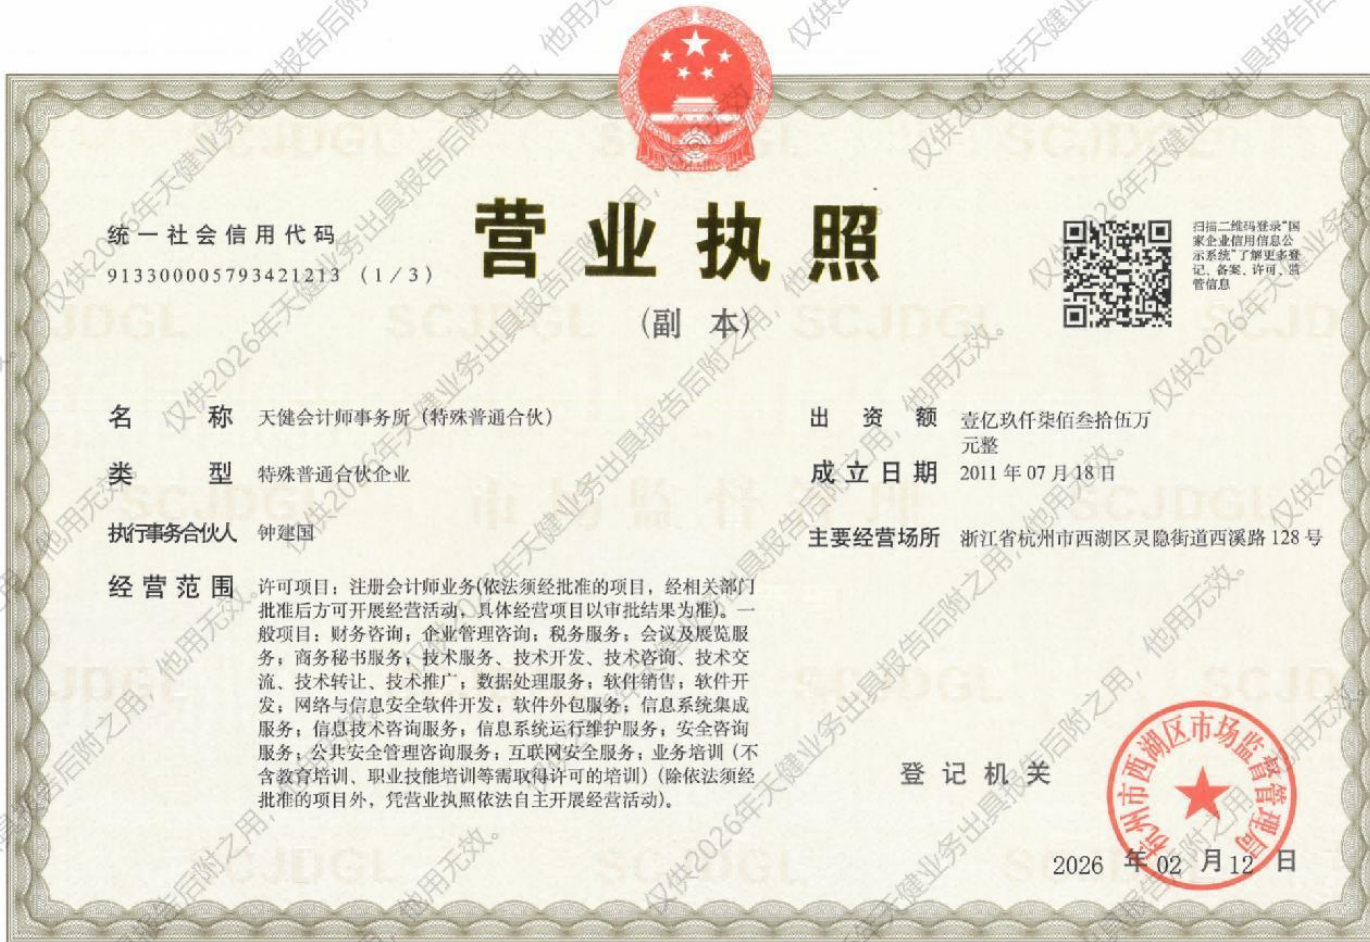 营业执照
(副 本)
统一社会信用代码
913300005793421213 (1/3)
扫描二维码登录“国
家企业信用信息公
示系统”了解更多登
记、备案、许可、监
管信息
名 称 天健会计师事务所（特殊普通合伙）
类 型 特殊普通合伙企业
执行事务合伙人 钟建国
经营范围 许可项目：注册会计师业务(依法须经批准的项目，经相关部门
批准后方可开展经营活动，具体经营项目以审批结果为准)。一
般项目：财务咨询；企业管理咨询；税务服务；会议及展览服
务；商务秘书服务；技术服务、技术开发、技术咨询、技术交
流、技术转让、技术推广；数据处理服务；软件销售；软件开
发；网络与信息安全软件开发；软件外包服务；信息系统集成
服务；信息技术咨询服务；信息系统运行维护服务；安全咨询
服务；公共安全管理咨询服务；互联网安全服务；业务培训（不
含教育培训、职业技能培训等需取得许可的培训）(除依法须经
批准的项目外，凭营业执照依法自主开展经营活动)。
出 资 额 壹亿玖仟柒佰叁拾伍万
元整
成立日期 2011年07月18日
主要经营场所 浙江省杭州市西湖区灵隐街道西溪路128号
登记机关
杭州市西湖区市场监督管理局
2026 年 02 月 12 日
仅供2026年天健业务出具报告后附之用，他用无效。
SCJDGL
市场监督管理